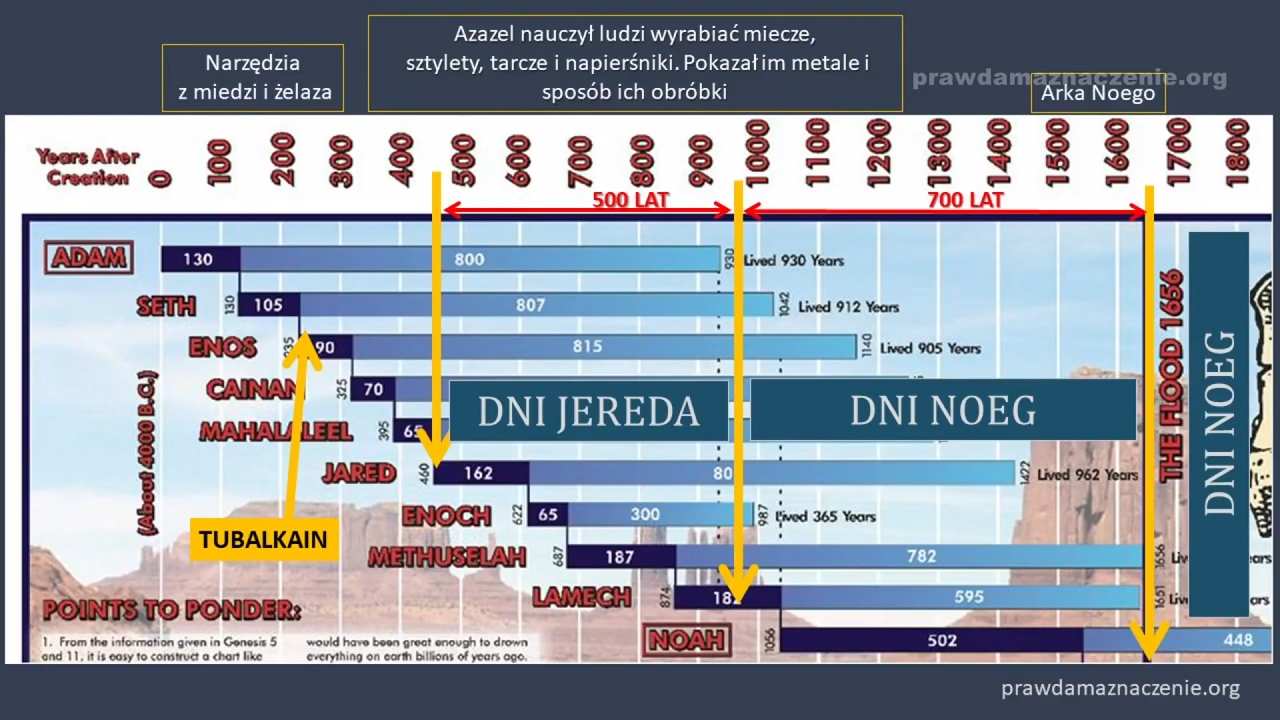 Narzędzia
z miedzi i żelaza
Azazel nauczył ludzi wyrabiać miecze,
sztylety, tarcze i napierśniki. Pokazał im metale i
sposób ich obróbki
prawdamaznaczenie.org
Arka Noego
Years After
Creation
0 100 200 300 400 500 600 700 800 900 1000 1100 1200 1300 1400 1500 1600 1700 1800
500 LAT 700 LAT
ADAM 130 800 930 Lived 930 Years
SETH 130 105 807 1042 Lived 912 Years
ENOS 90 815 1140 Lived 905 Years
CAINAN 325 70
MAHALALEEL 395 65
DNI JEREDA
DNI NOEG
JARED 460 162 80 1422 Lived 962 Years
ENOCH 622 65 300 987 Lived 365 Years
METHUSELAH 687 187 782 1656
LAMECH 874 182 595 1651
NOAH 1056 502 448
(About 4000 B.C.)
TUBALKAIN
THE FLOOD 1656
DNI NOEG
POINTS TO PONDER:
1. From the information given in Genesis 5
and 11, it is easy to construct a chart like
would have been great enough to drown
everything on earth billions of years ago.
prawdamaznaczenie.org